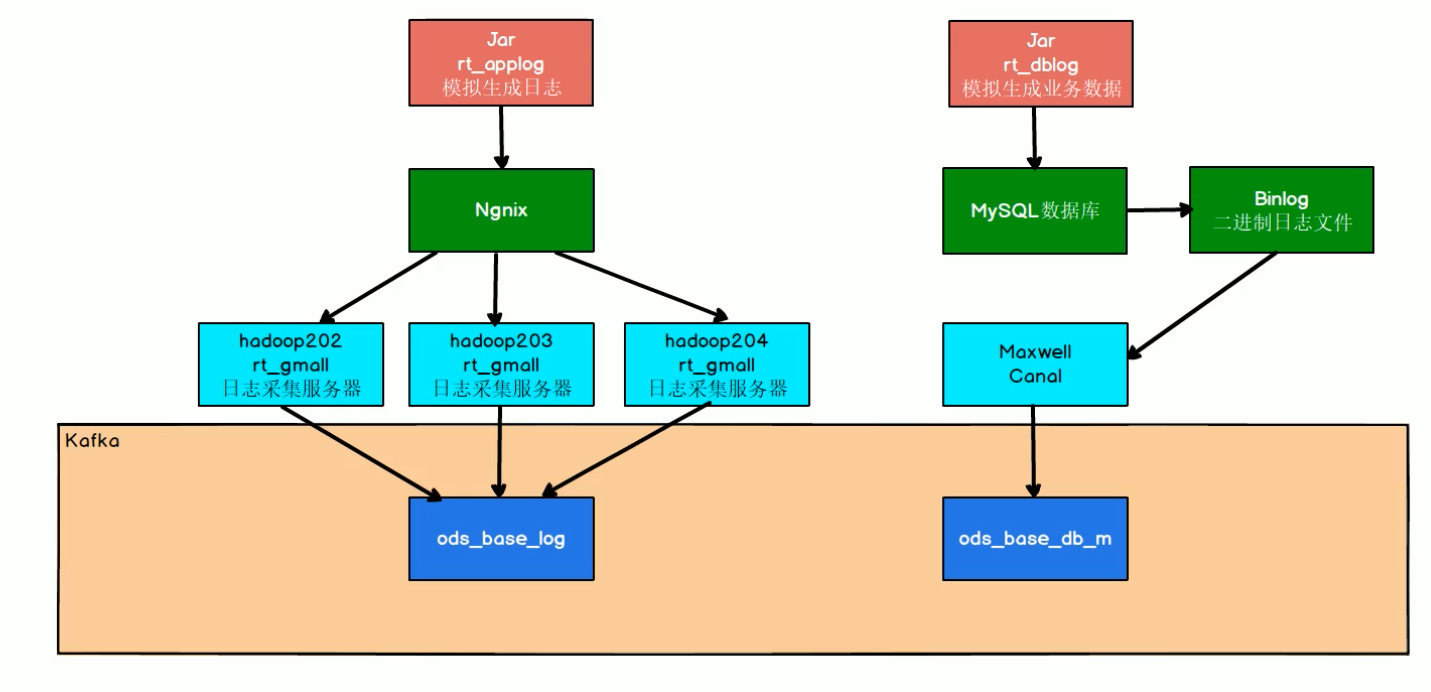 Jar
rt_applog
模拟生成日志
Jar
rt_dblog
模拟生成业务数据
Ngnix
MySQL数据库
Binlog
二进制日志文件
hadoop202
rt_gmall
日志采集服务器
hadoop203
rt_gmall
日志采集服务器
hadoop204
rt_gmall
日志采集服务器
Maxwell
Canal
Kafka
ods_base_log
ods_base_db_m